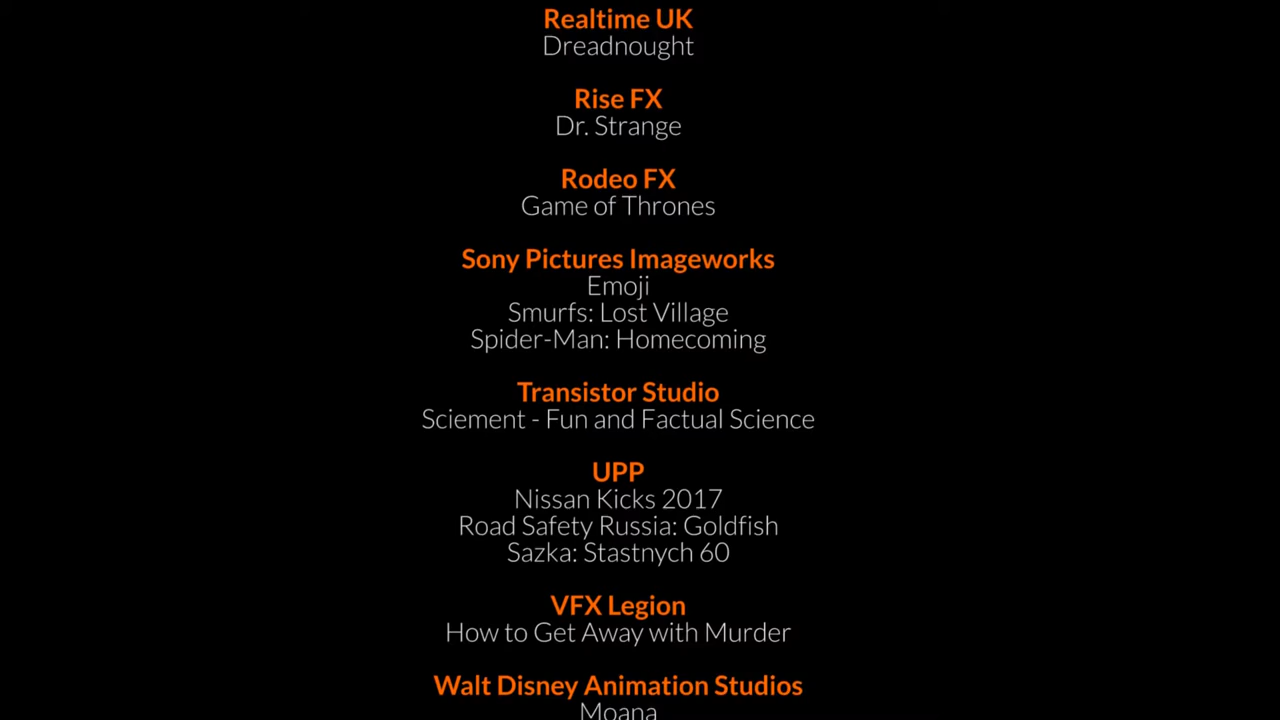 Realtime UK
Dreadnought
Rise FX
Dr. Strange
Rodeo FX
Game of Thrones
Sony Pictures Imageworks
Emoji
Smurfs: Lost Village
Spider-Man: Homecoming
Transistor Studio
Sciement - Fun and Factual Science
UPP
Nissan Kicks 2017
Road Safety Russia: Goldfish
Sazka: Stastnych 60
VFX Legion
How to Get Away with Murder
Walt Disney Animation Studios
Moana